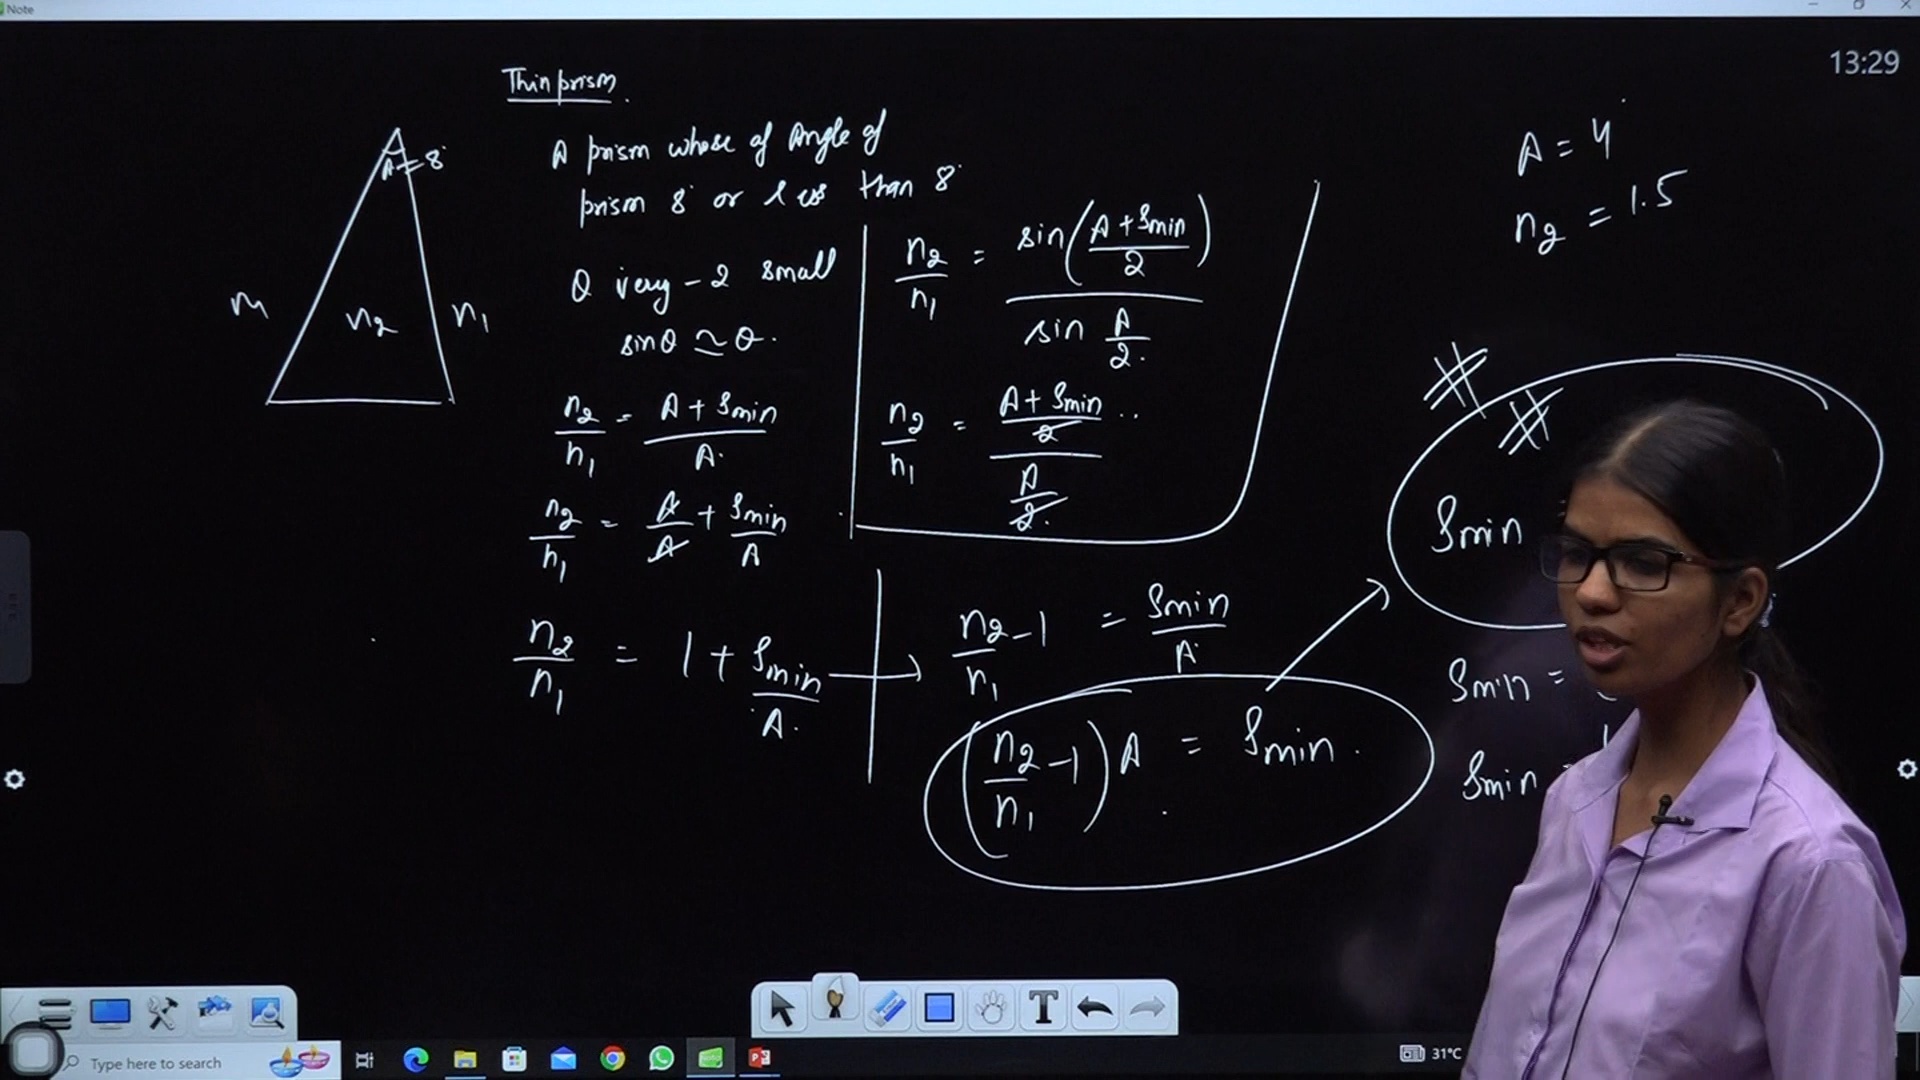 Note
13:29
Thin prism.
A prism whose of Angle of
prism 8° or less than 8°
A = 8°
n1
n2
n1
θ very-2 small
sinθ ≃ θ.
n2/n1 = (A + δmin)/A.
n2/n1 = A/A + δmin/A
n2/n1 = 1 + δmin/A.
n2/n1 = sin((A + δmin)/2) / sin A/2.
n2/n1 = (A + δmin)/2 / A/2.
n2/n1 - 1 = δmin/A
(n2/n1 - 1) A = δmin.
A = 4°
n2 = 1.5
δmin
δmin =
δmin
Type here to search
31°C